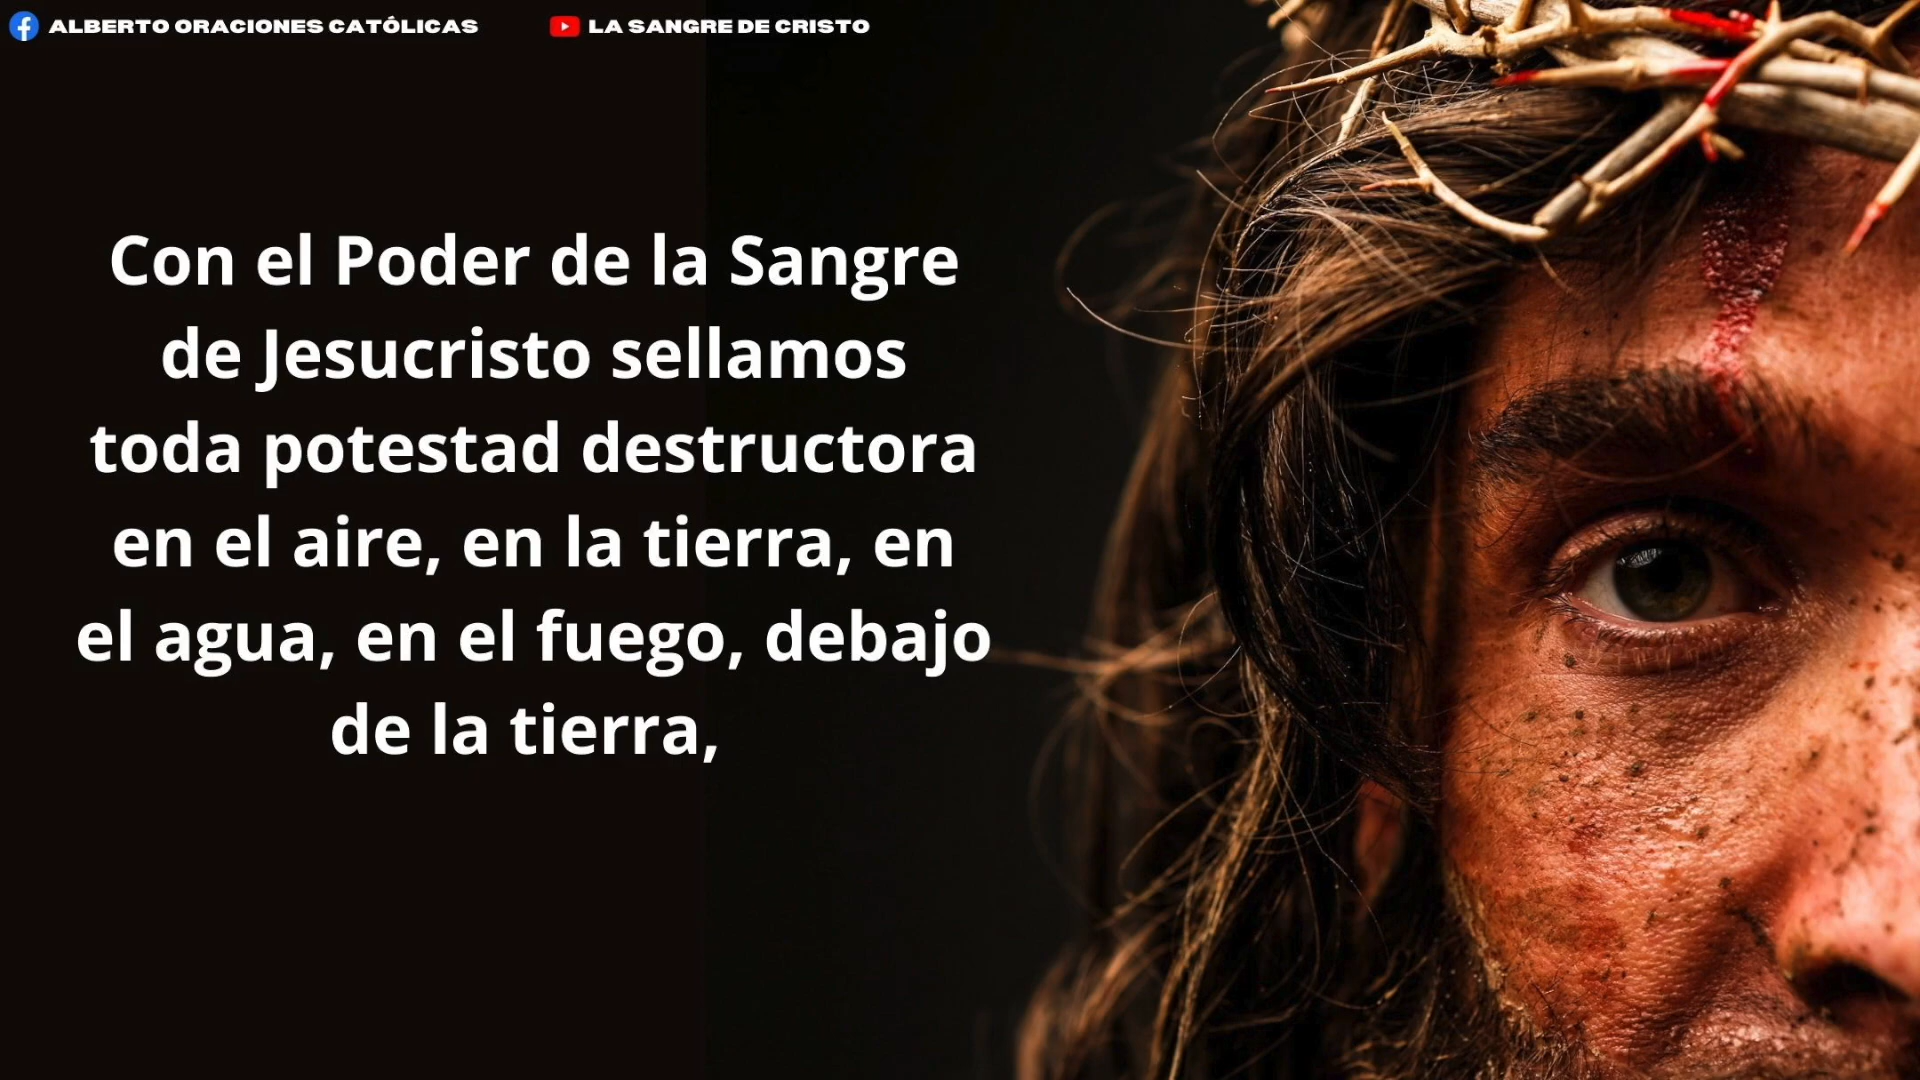 ALBERTO ORACIONES CATÓLICAS
LA SANGRE DE CRISTO
Con el Poder de la Sangre
de Jesucristo sellamos
toda potestad destructora
en el aire, en la tierra, en
el agua, en el fuego, debajo
de la tierra,